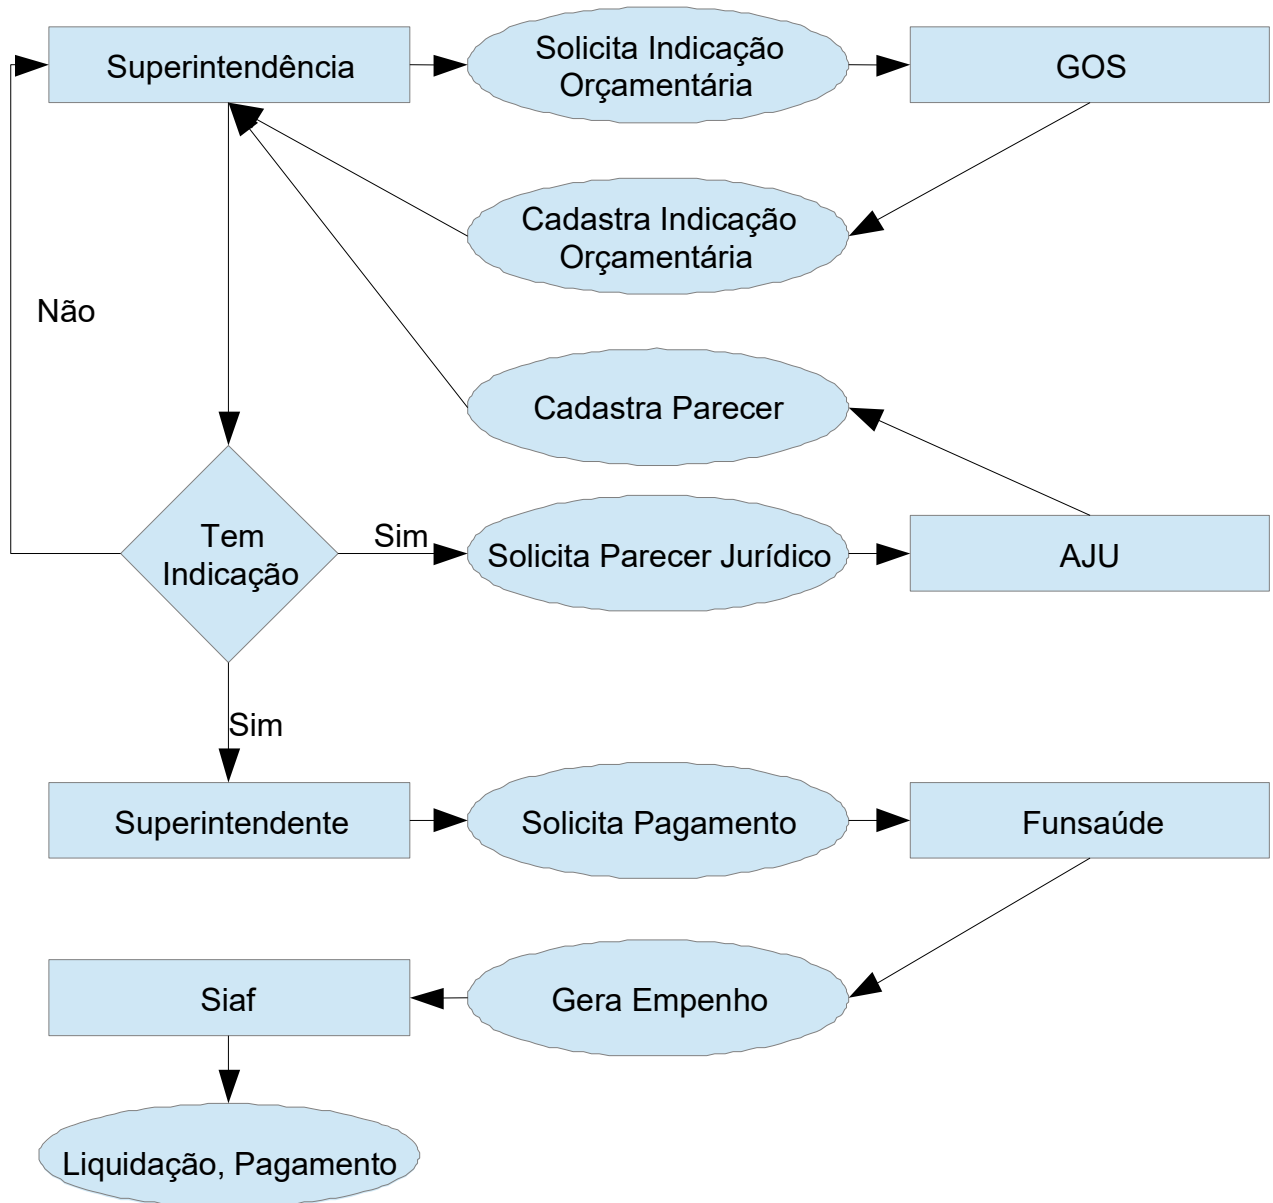 Superintendência
Solicita Indicação
Orçamentária
GOS
Cadastra Indicação
Orçamentária
Não
Cadastra Parecer
Tem
Indicação
Sim
Solicita Parecer Jurídico
AJU
Sim
Superintendente
Solicita Pagamento
Funsaúde
Siaf
Gera Empenho
Liquidação, Pagamento